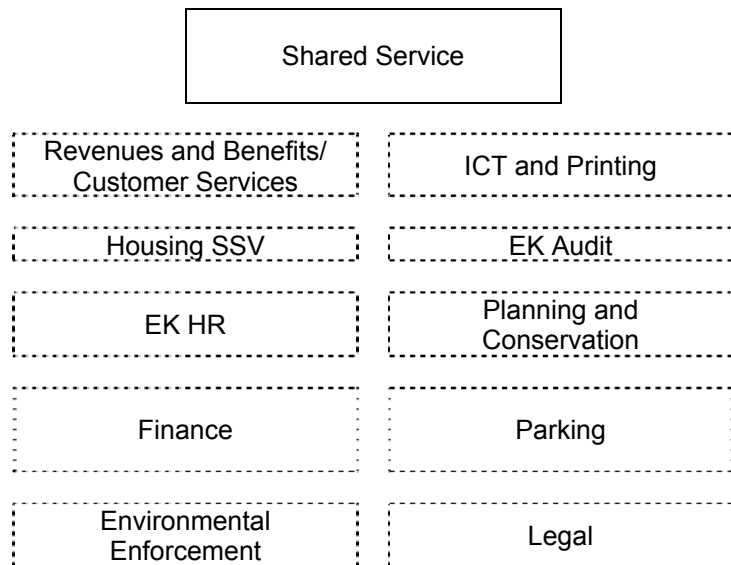 Shared Service
Revenues and Benefits/
Customer Services
ICT and Printing
Housing SSV
EK Audit
EK HR
Planning and
Conservation
Finance
Parking
Environmental
Enforcement
Legal